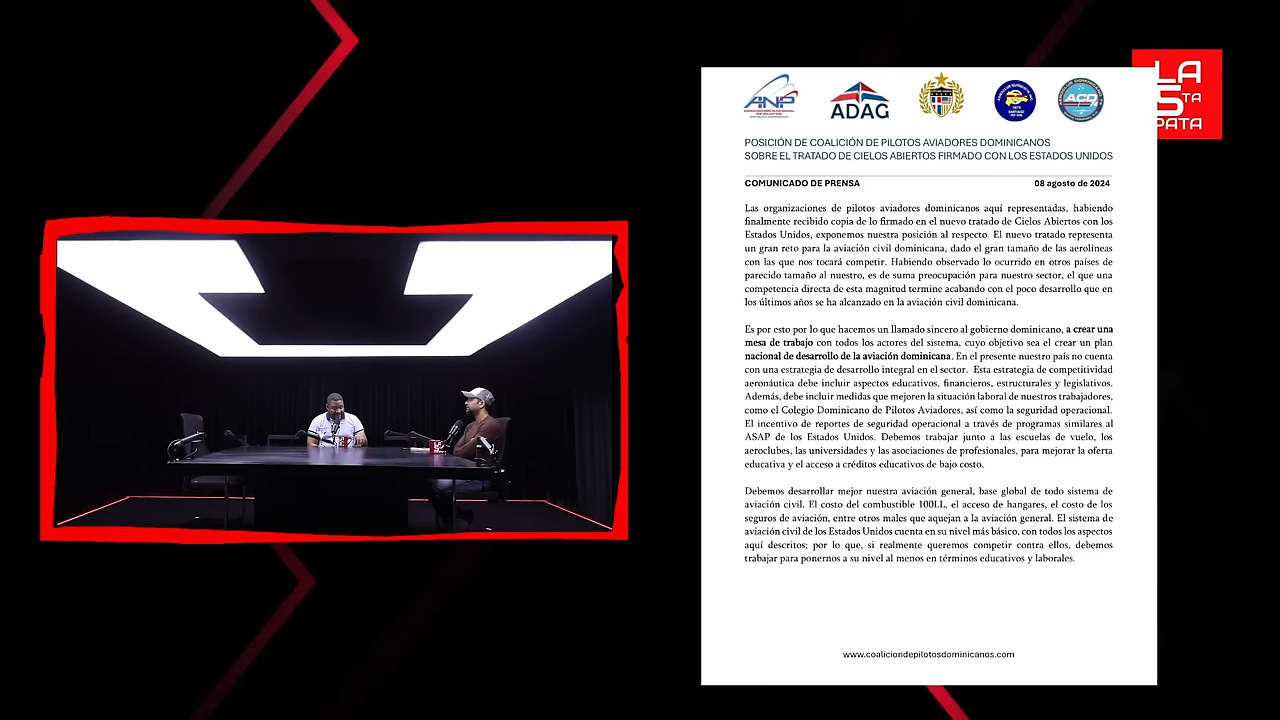 LA
5TA
PATA
ANP
ADAG
ACD
POSICIÓN DE COALICIÓN DE PILOTOS AVIADORES DOMINICANOS
SOBRE EL TRATADO DE CIELOS ABIERTOS FIRMADO CON LOS ESTADOS UNIDOS
COMUNICADO DE PRENSA 08 agosto de 2024
Las organizaciones de pilotos aviadores dominicanos aquí representadas, habiendo
finalmente recibido copia de lo firmado en el nuevo tratado de Cielos Abiertos con los
Estados Unidos, exponemos nuestra posición al respecto. El nuevo tratado representa
un gran reto para la aviación civil dominicana, dado el gran tamaño de las aerolíneas
con las que nos tocará competir. Habiendo observado lo ocurrido en otros países de
parecido tamaño al nuestro, es de suma preocupación para nuestro sector, el que una
competencia directa de esta magnitud termine acabando con el poco desarrollo que en
los últimos años se ha alcanzado en la aviación civil dominicana.
Es por esto por lo que hacemos un llamado sincero al gobierno dominicano, a crear una
mesa de trabajo con todos los actores del sistema, cuyo objetivo sea el crear un plan
nacional de desarrollo de la aviación dominicana. En el presente nuestro país no cuenta
con una estrategia de desarrollo integral en el sector. Esta estrategia de competitividad
aeronáutica debe incluir aspectos educativos, financieros, estructurales y legislativos.
Además, debe incluir medidas que mejoren la situación laboral de nuestros trabajadores,
como el Colegio Dominicano de Pilotos Aviadores, así como la seguridad operacional.
El incentivo de reportes de seguridad operacional a través de programas similares al
ASAP de los Estados Unidos. Debemos trabajar junto a las escuelas de vuelo, los
aeroclubes, las universidades y las asociaciones de profesionales, para mejorar la oferta
educativa y el acceso a créditos educativos de bajo costo.
Debemos desarrollar mejor nuestra aviación general, base global de todo sistema de
aviación civil. El costo del combustible 100LL, el acceso de hangares, el costo de los
seguros de aviación, entre otros males que aquejan a la aviación general. El sistema de
aviación civil de los Estados Unidos cuenta en su nivel más básico, con todos los aspectos
aquí descritos; por lo que, si realmente queremos competir contra ellos, debemos
trabajar para ponernos a su nivel al menos en términos educativos y laborales.
www.coaliciondepilotosdominicanos.com